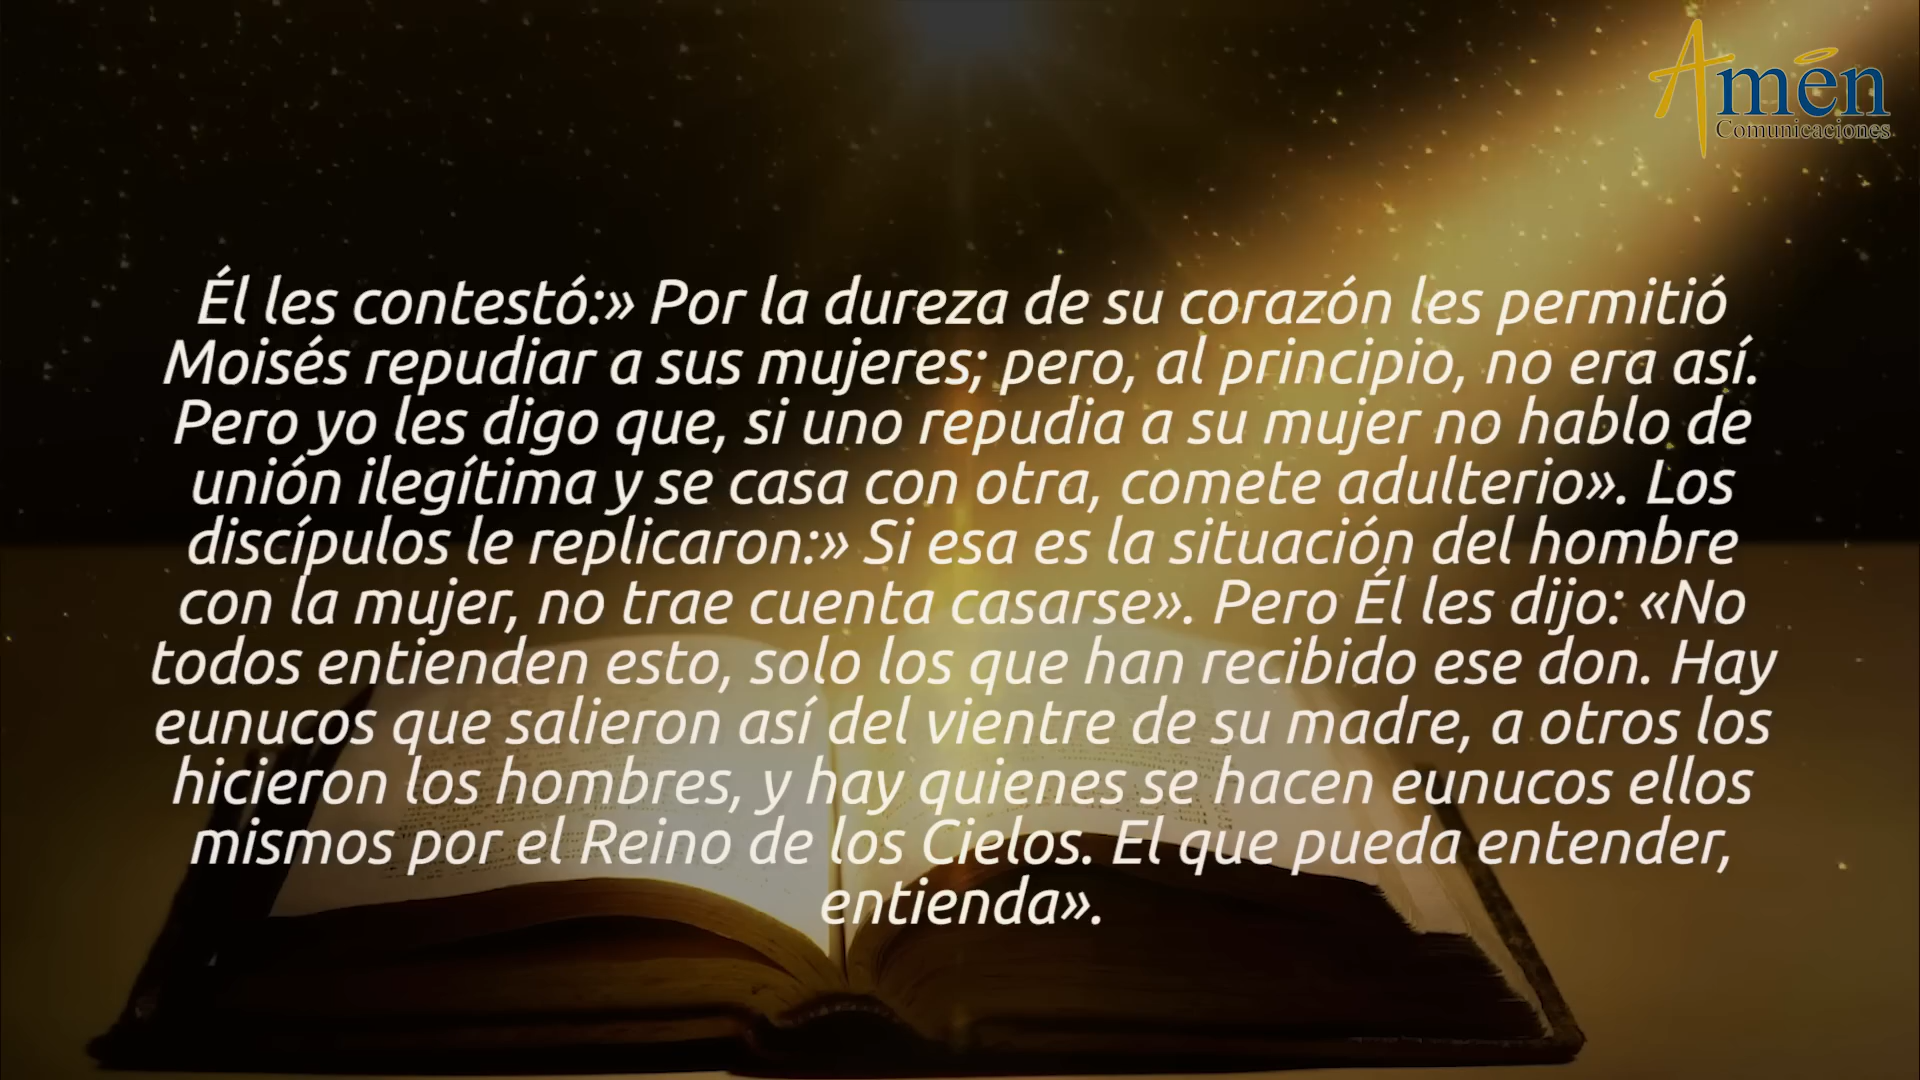 Amén
Comunicaciones
Él les contestó:» Por la dureza de su corazón les permitió
Moisés repudiar a sus mujeres; pero, al principio, no era así.
Pero yo les digo que, si uno repudia a su mujer no hablo de
unión ilegítima y se casa con otra, comete adulterio». Los
discípulos le replicaron:» Si esa es la situación del hombre
con la mujer, no trae cuenta casarse». Pero Él les dijo: «No
todos entienden esto, solo los que han recibido ese don. Hay
eunucos que salieron así del vientre de su madre, a otros los
hicieron los hombres, y hay quienes se hacen eunucos ellos
mismos por el Reino de los Cielos. El que pueda entender,
entienda».